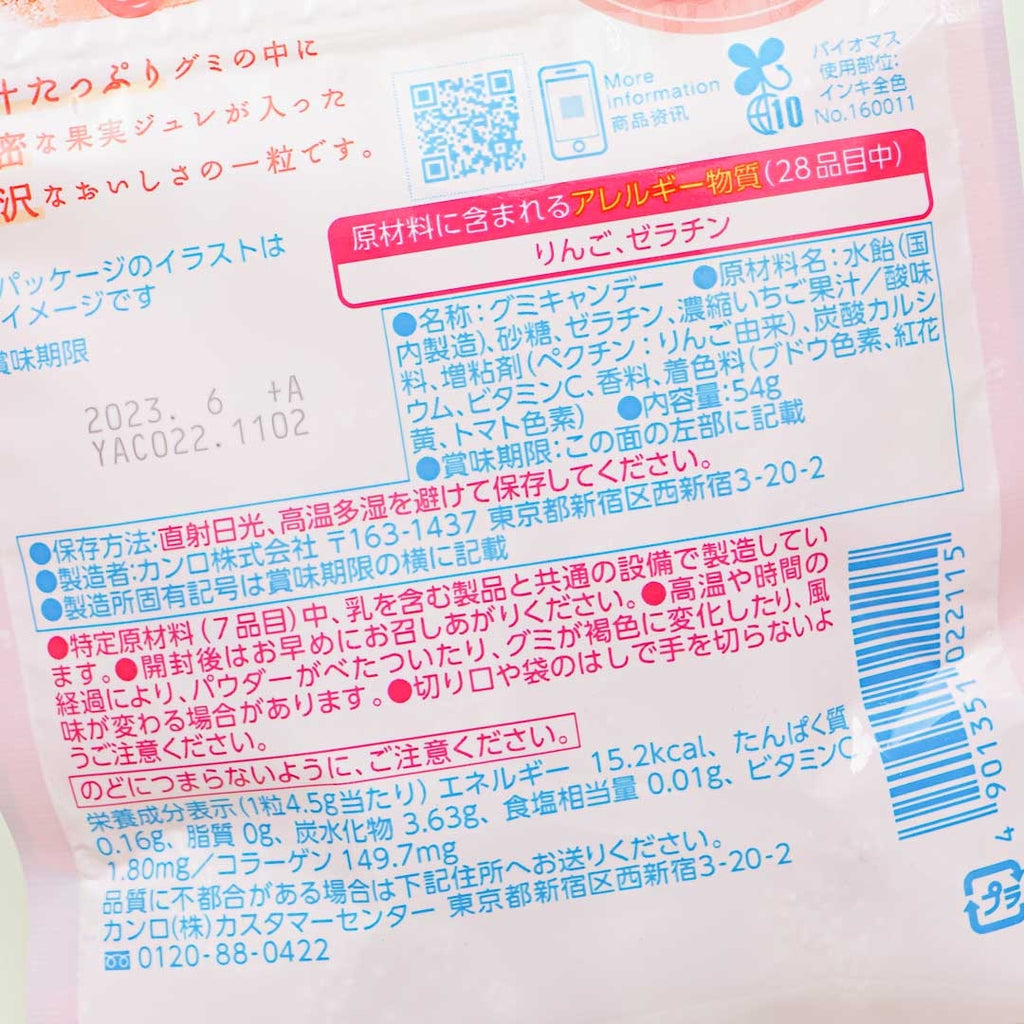 汁たっぷりグミの中に
密な果実ジュレが入った
沢なおいしさの一粒です。
More
information
商品资讯
10
バイオマス
使用部位:
インキ全色
No.160011
原材料に含まれるアレルギー物質(28品目中)
りんご、ゼラチン
パッケージのイラストは
イメージです
賞味期限
2023. 6 +A
YAC022.1102
●名称:グミキャンデー ●原材料名:水飴(国
内製造)、砂糖、ゼラチン、濃縮いちご果汁/酸味
料、増粘剤(ペクチン:りんご由来)、炭酸カルシ
ウム、ビタミンC、香料、着色料(ブドウ色素、紅花
黄、トマト色素) ●内容量:54g
●賞味期限:この面の左部に記載
●保存方法:直射日光、高温多湿を避けて保存してください。
●製造者:カンロ株式会社 〒163-1437 東京都新宿区西新宿3-20-2
●製造所固有記号は賞味期限の横に記載
●特定原材料(7品目)中、乳を含む製品と共通の設備で製造してい
ます。●開封後はお早めにお召しあがりください。●高温や時間の
経過により、パウダーがべたついたり、グミが褐色に変化したり、風
味が変わる場合があります。●切り口や袋のはしで手を切らないよ
うご注意ください。
のどにつまらないように、ご注意ください。
栄養成分表示(1粒4.5g当たり) エネルギー 15.2kcal、たんぱく質
0.16g、脂質 0g、炭水化物 3.63g、食塩相当量 0.01g、ビタミンC
1.80mg/コラーゲン 149.7mg
品質に不都合がある場合は下記住所へお送りください。
カンロ(株)カスタマーセンター 東京都新宿区西新宿3-20-2
0120-88-0422
4 901351 022115
プラ